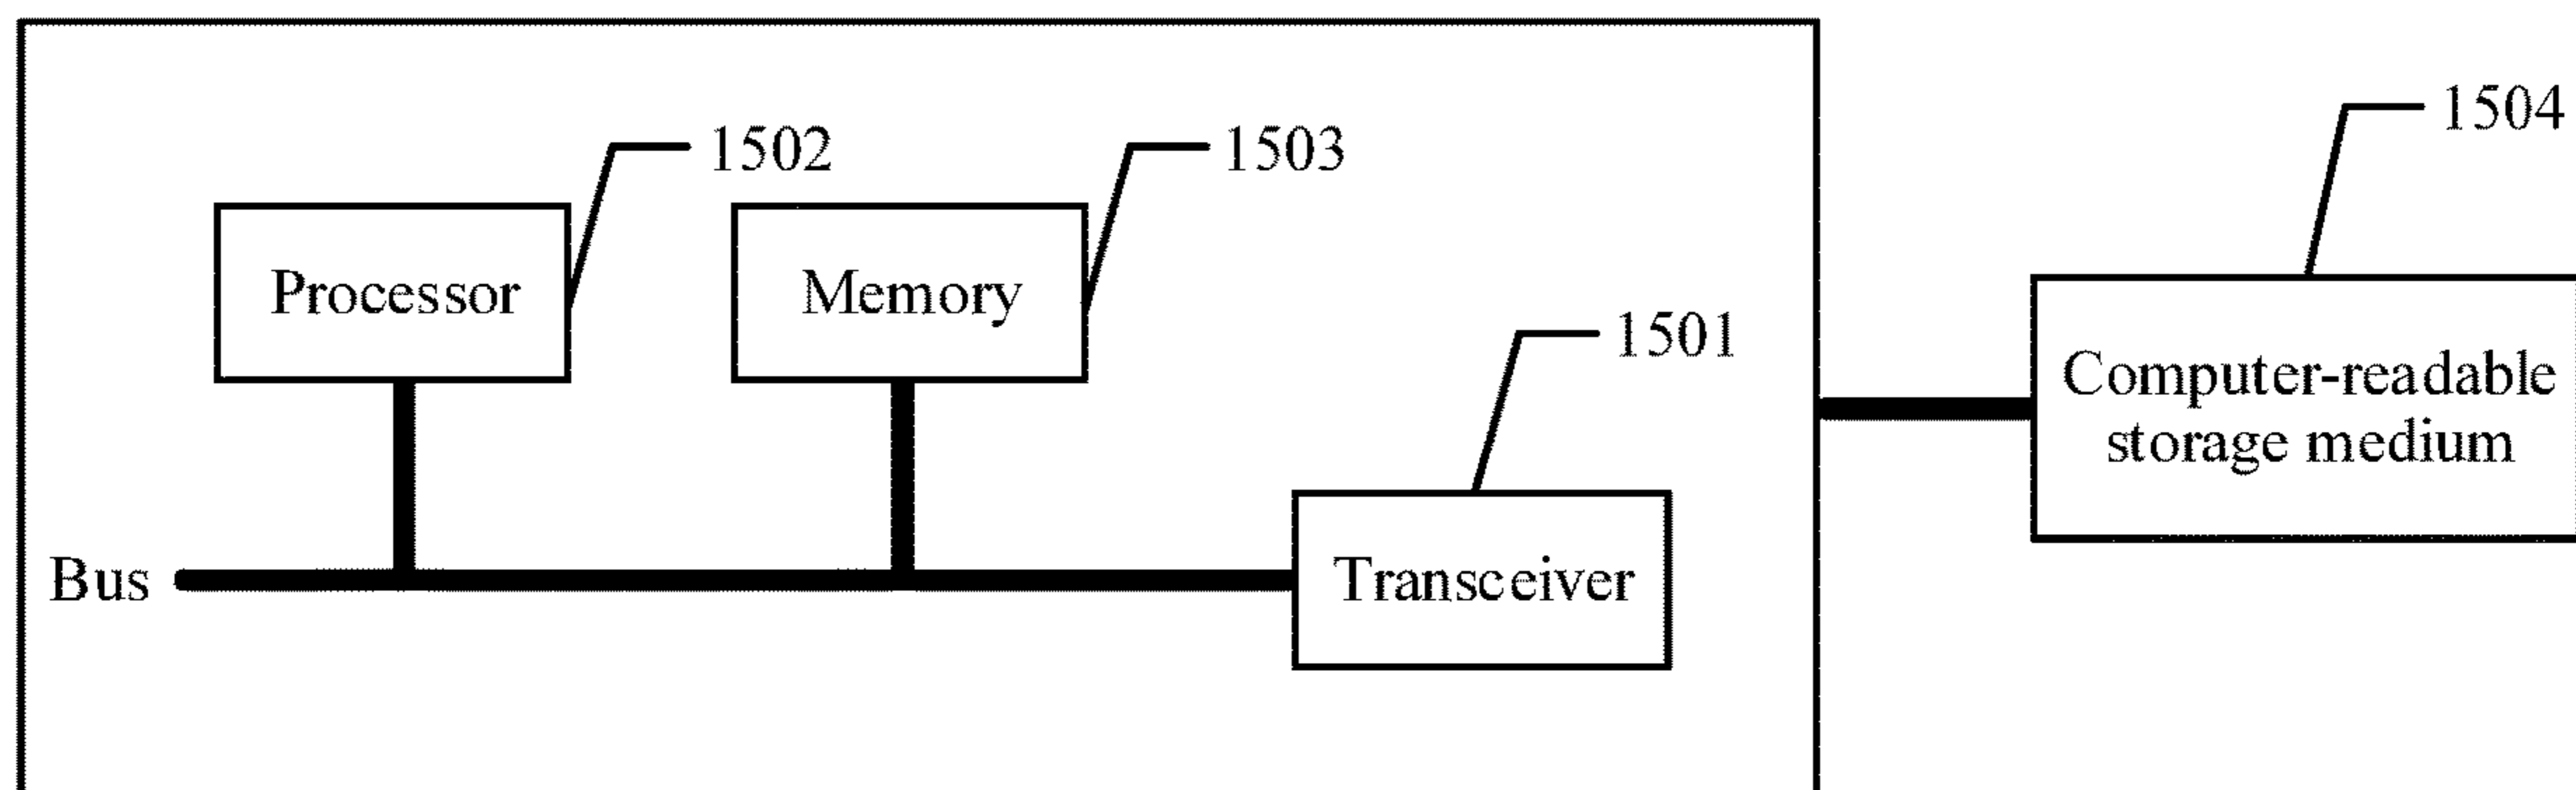 1504
1502
1503
Processor
Memory
1501
Computer-readable
storage medium
Bus
Transceiver